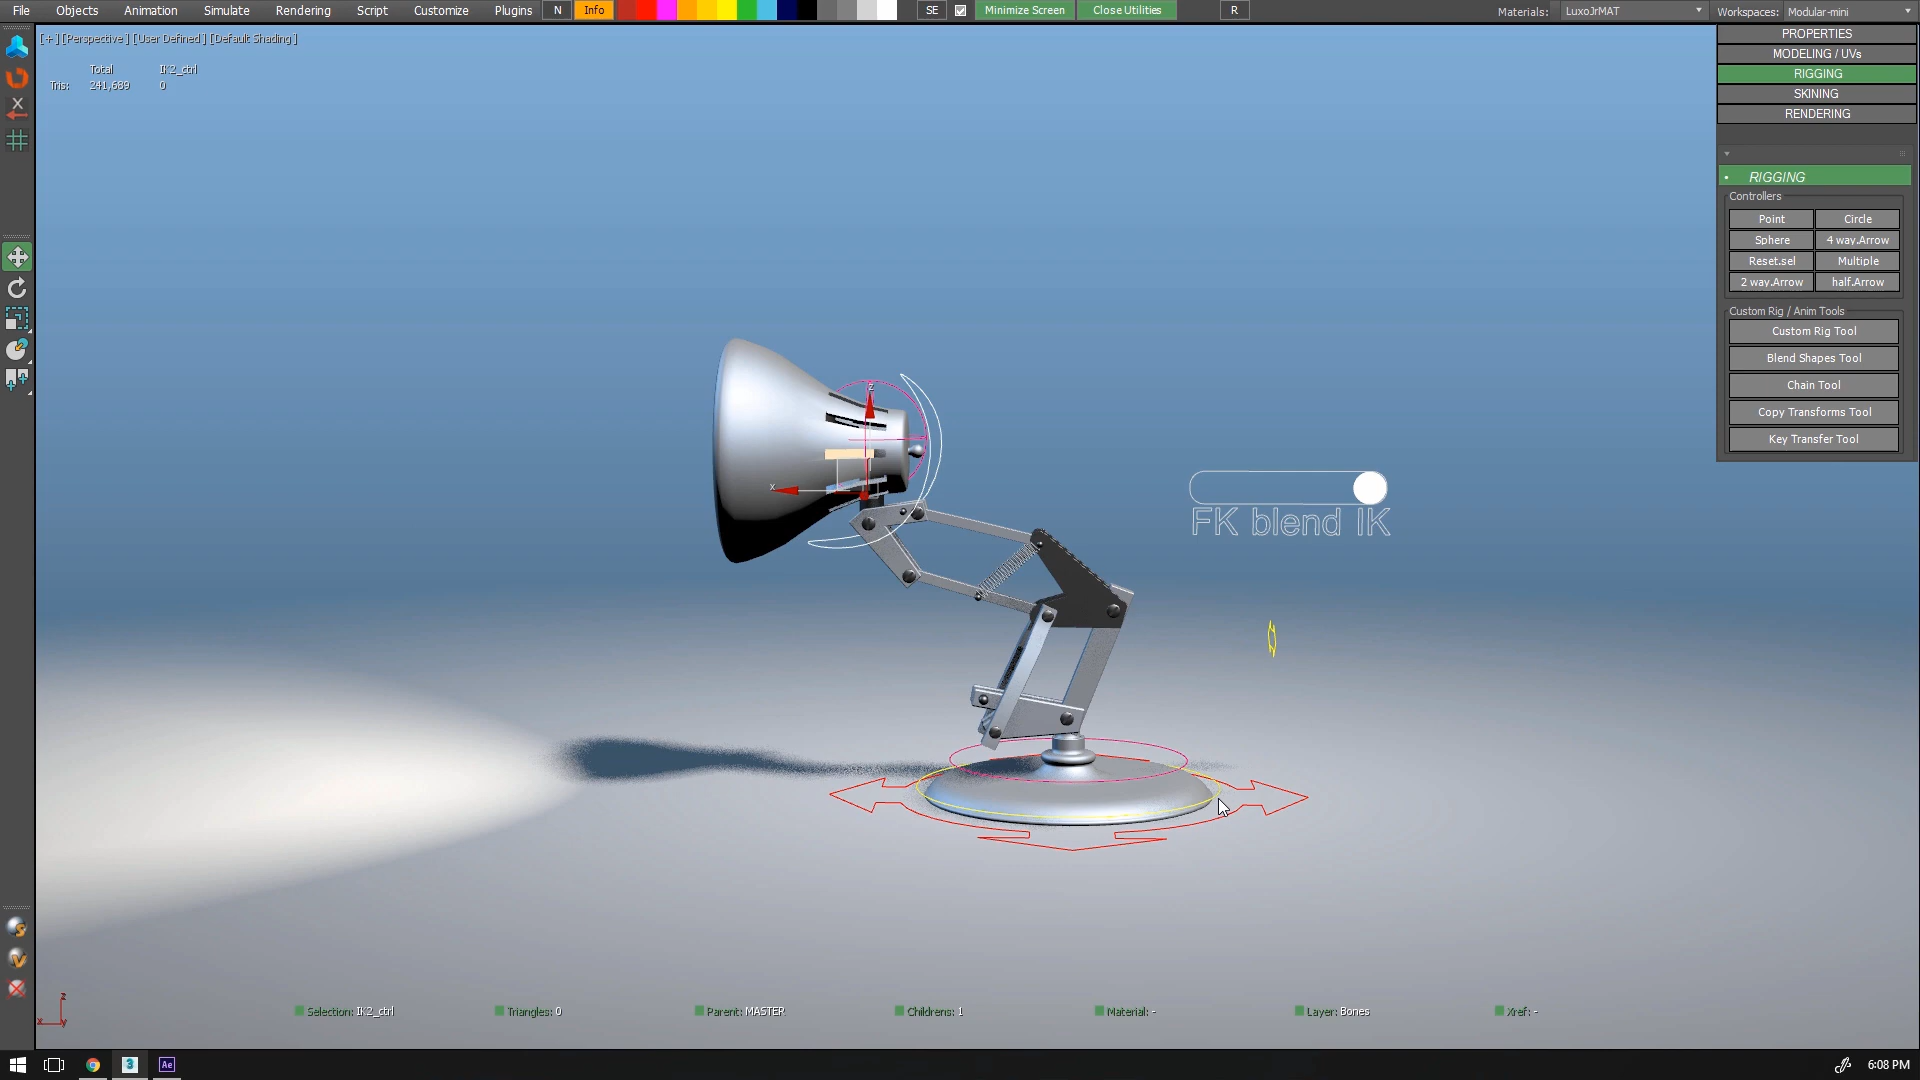 File Objects Animation Simulate Rendering Script Customize Plugins N Info SE Minimize Screen Close Utilities R Materials: LuxoJrMAT Workspaces: Modular-mini
[+] [Perspective] [User Defined] [Default Shading]
Total IK2_ctrl
Tris: 241,689 0
PROPERTIES
MODELING / UVs
RIGGING
SKINING
RENDERING
RIGGING
Controllers
Point Circle
Sphere 4 way.Arrow
Reset.sel Multiple
2 way.Arrow half.Arrow
Custom Rig / Anim Tools
Custom Rig Tool
Blend Shapes Tool
Chain Tool
Copy Transforms Tool
Key Transfer Tool
z
x
FK blend IK
z
x y
Selection: IK2_ctrl Triangles: 0 Parent: MASTER Childrens: 1 Material: - Layer: Bones Xref: -
3 Ae 6:08 PM